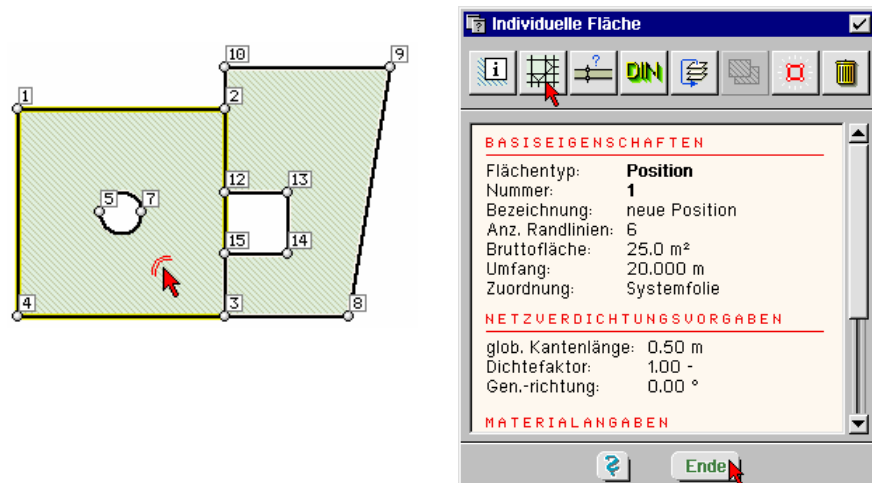 10
9
1
2
12
13
5
7
15
14
4
3
8
Individuelle Fläche
i
?
DIN
BASISEIGENSCHAFTEN
Flächentyp: Position
Nummer: 1
Bezeichnung: neue Position
Anz. Randlinien: 6
Bruttofläche: 25.0 m²
Umfang: 20.000 m
Zuordnung: Systemfolie
NETZVERDICHTUNGSVORGABEN
glob. Kantenlänge: 0.50 m
Dichtefaktor: 1.00 -
Gen.-richtung: 0.00 °
MATERIALANGABEN
Ende